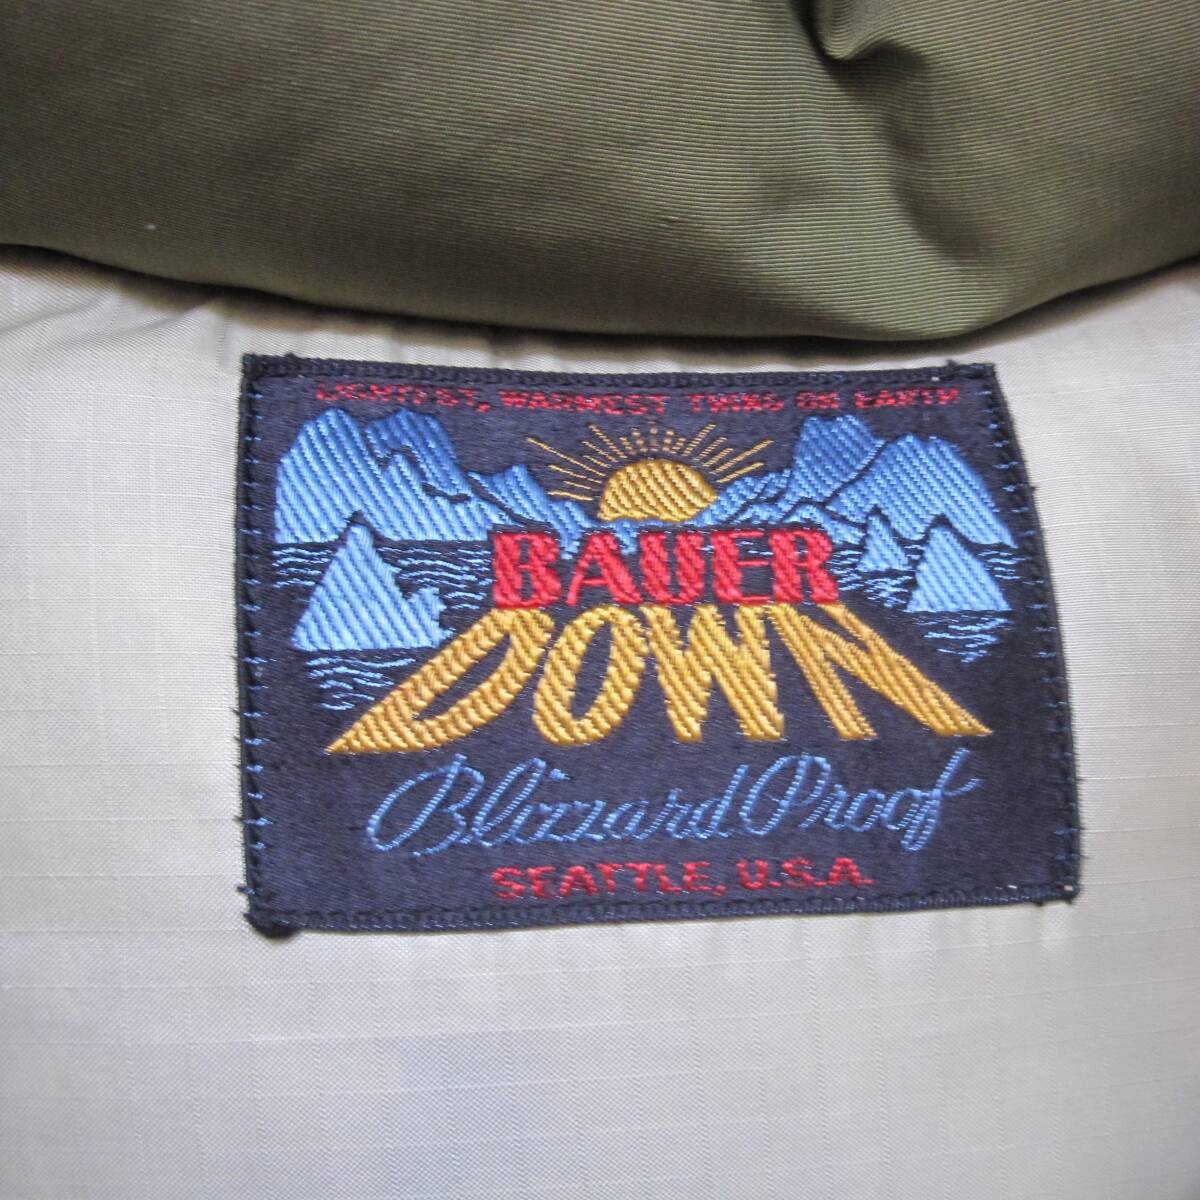 LIGHTEST, WARMEST THING ON EARTH
BAUER
DOWN
Blizzard Proof
SEATTLE, U.S.A.